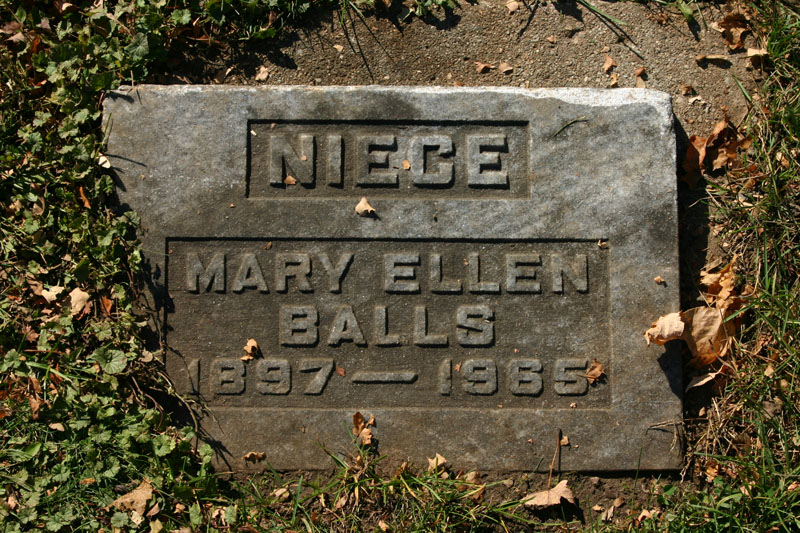 NIECE
MARY ELLEN
BALLS
1897 — 1965